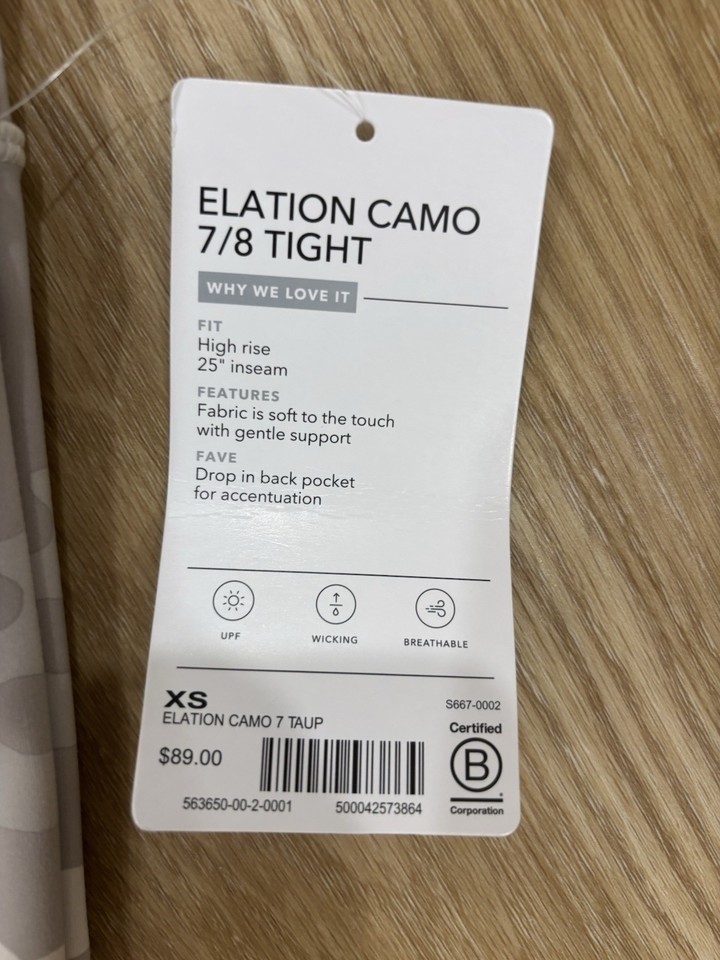 ELATION CAMO
7/8 TIGHT
WHY WE LOVE IT
FIT
High rise
25" inseam
FEATURES
Fabric is soft to the touch
with gentle support
FAVE
Drop in back pocket
for accentuation
UPF
WICKING
BREATHABLE
XS
S667-0002
ELATION CAMO 7 TAUP
$89.00
563650-00-2-0001
500042573864
Certified
B
Corporation